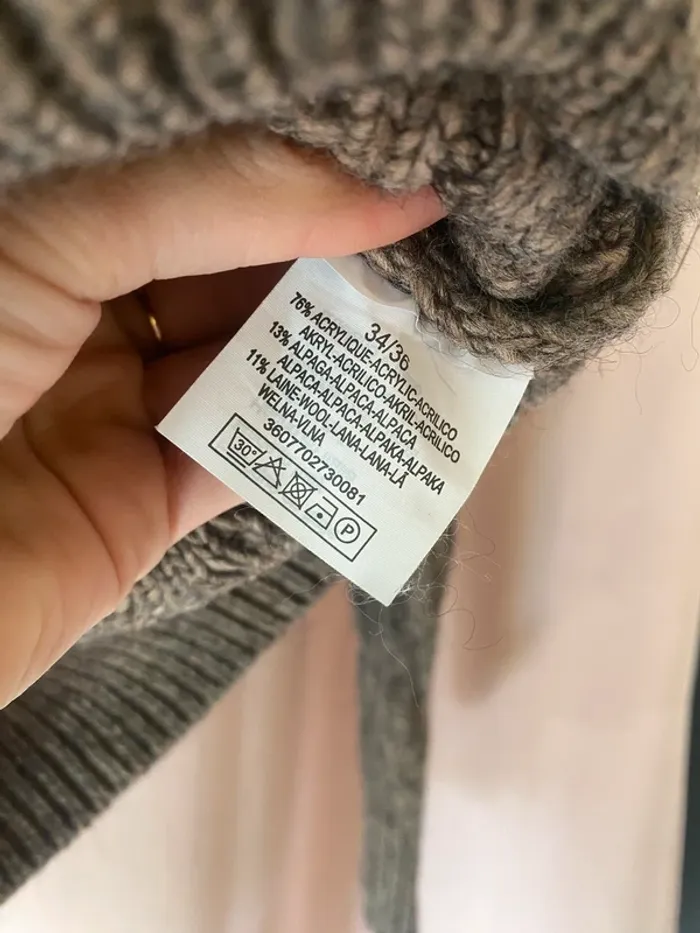 34/36
76% ACRYLIQUE-ACRYLIC-ACRILICO
AKRYL-ACRILICO-AKRIL-ACRILICO
13% ALPAGA-ALPACA-ALPACA
ALPACA-ALPACA-ALPAKA-ALPAKA
11% LAINE-WOOL-LANA-LANA-LÃ
WELNA-VLNA
3607702730081
30° P